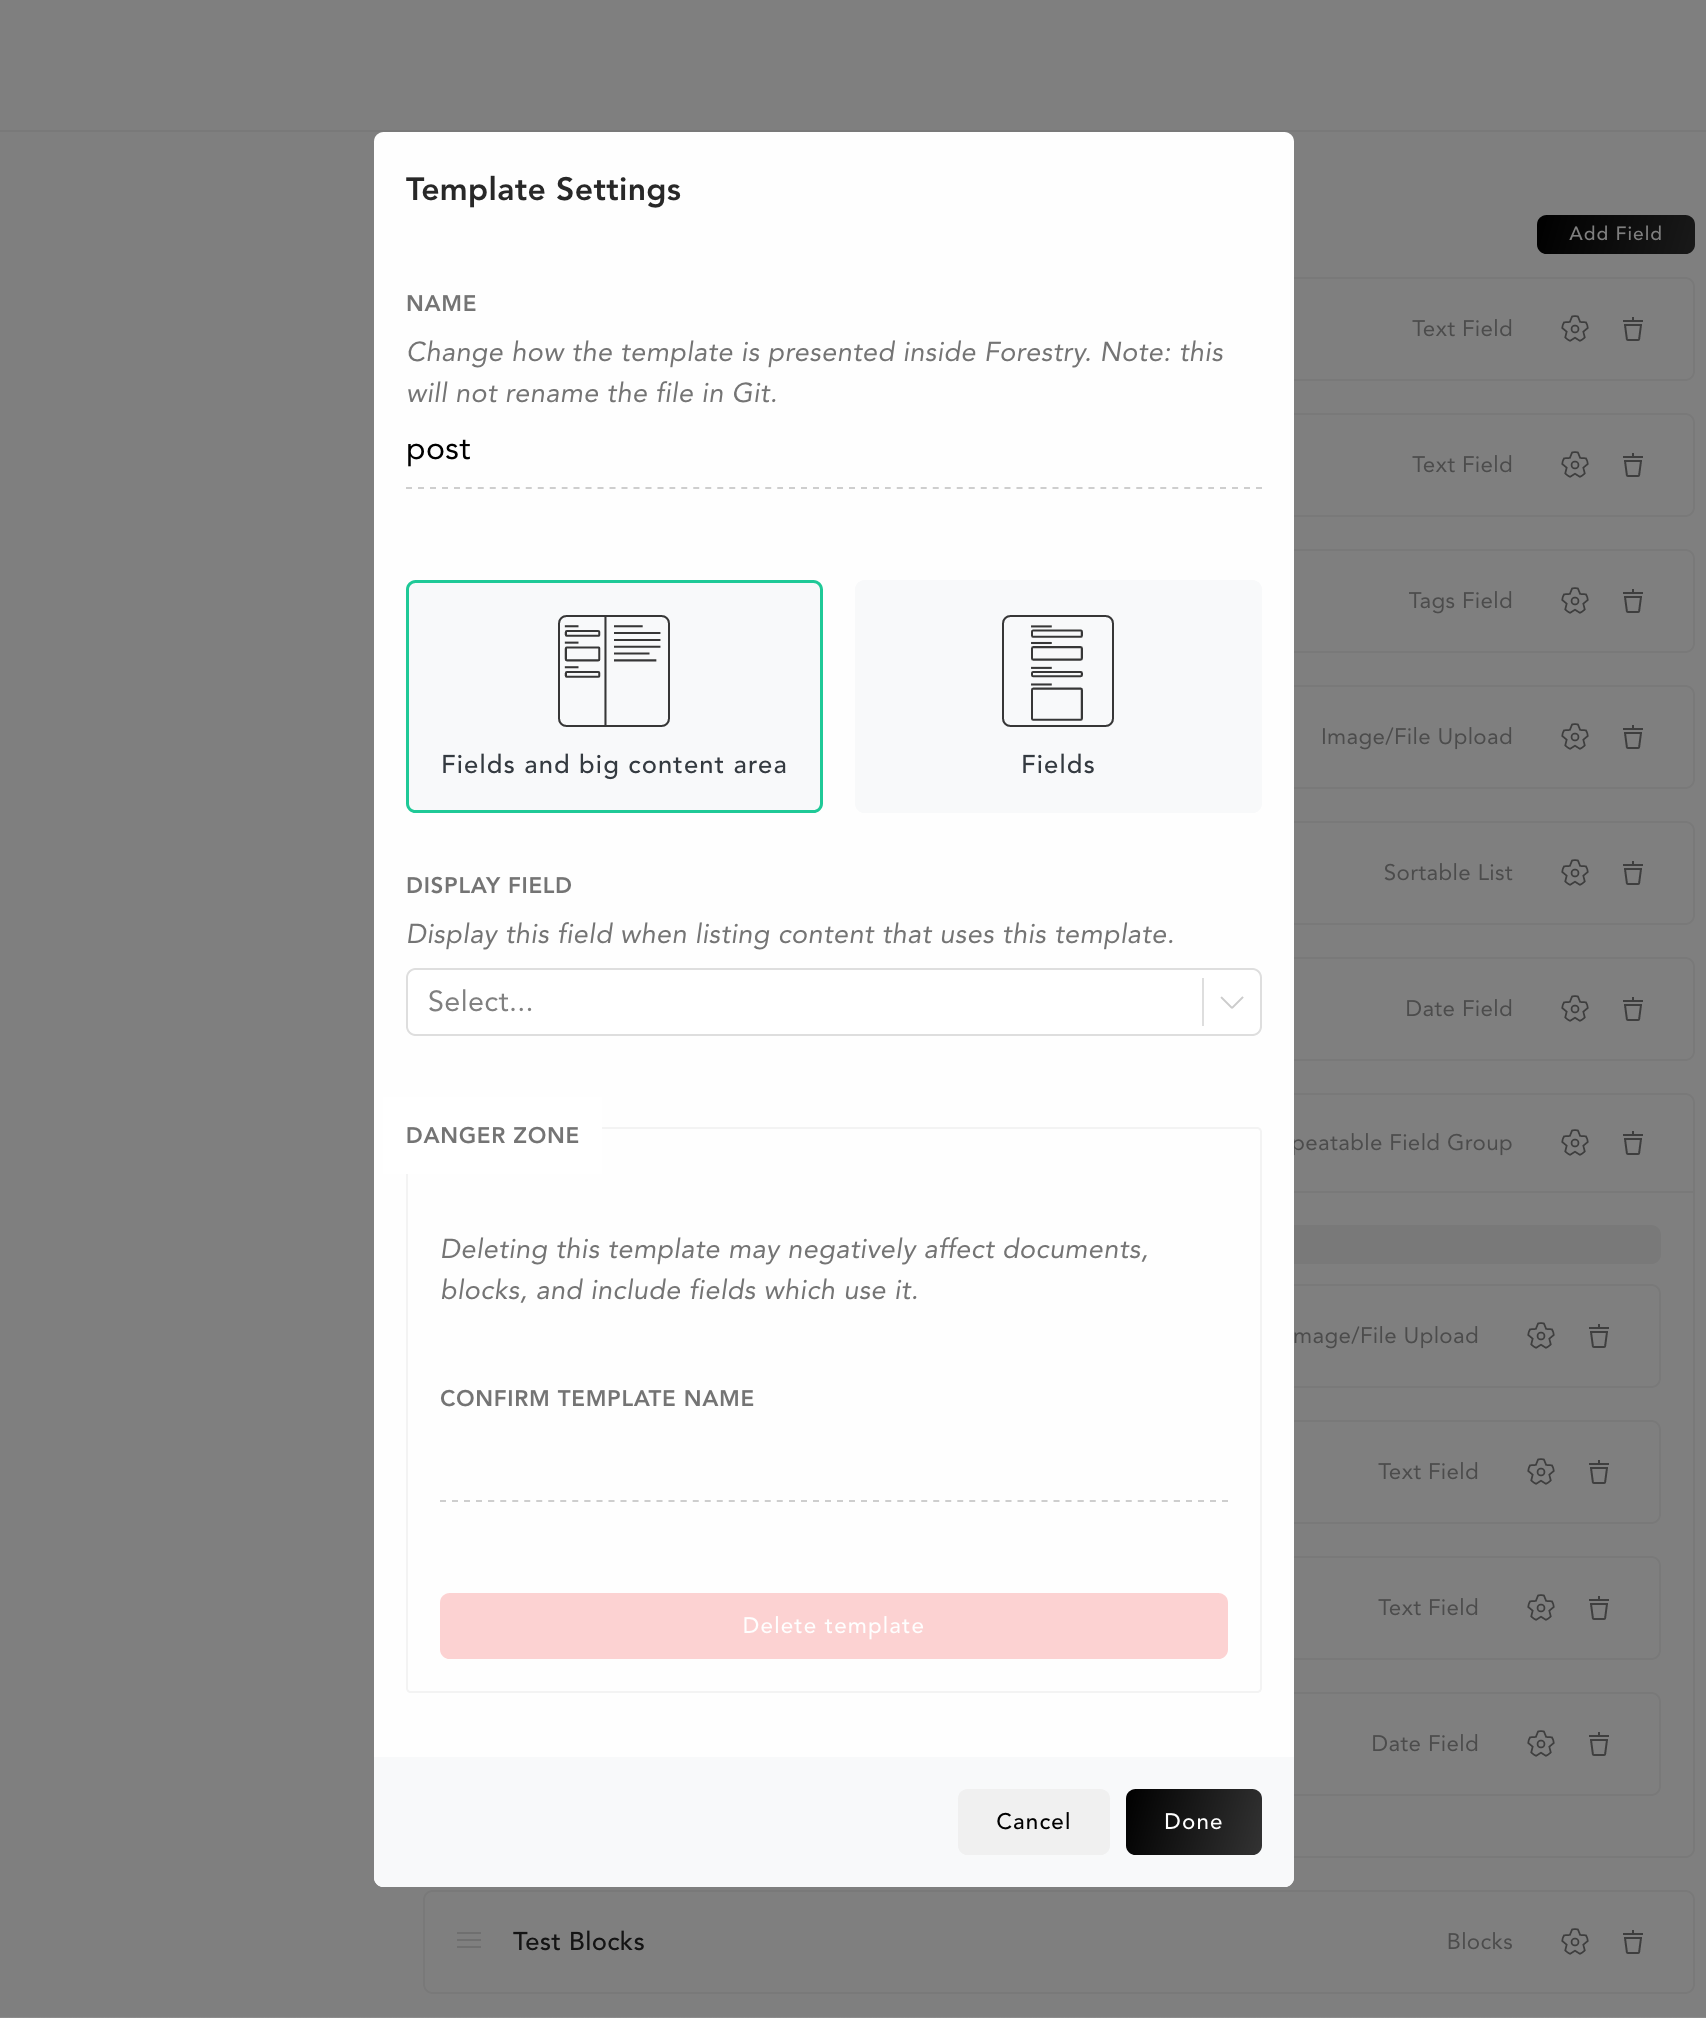 Template Settings
Add Field
NAME
Text Field
Change how the template is presented inside Forestry. Note: this
will not rename the file in Git.
post
Text Field
Tags Field
Fields and big content area
Fields
Image/File Upload
DISPLAY FIELD
Sortable List
Display this field when listing content that uses this template.
Select...
Date Field
DANGER ZONE
peatable Field Group
Deleting this template may negatively affect documents,
blocks, and include fields which use it.
mage/File Upload
CONFIRM TEMPLATE NAME
Text Field
Text Field
Delete template
Date Field
Cancel
Done
Test Blocks
Blocks